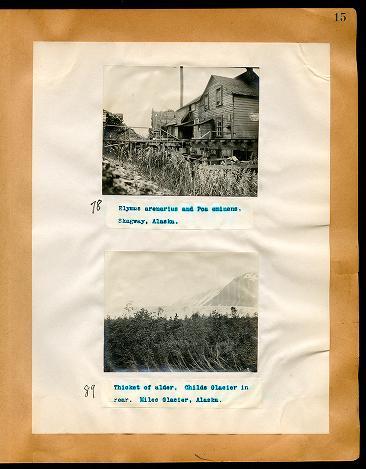 15
78
Elymus arenarius and Poa eminens.
Skagway, Alaska.
89
Thicket of alder. Childs Glacier in
rear. Miles Glacier, Alaska.